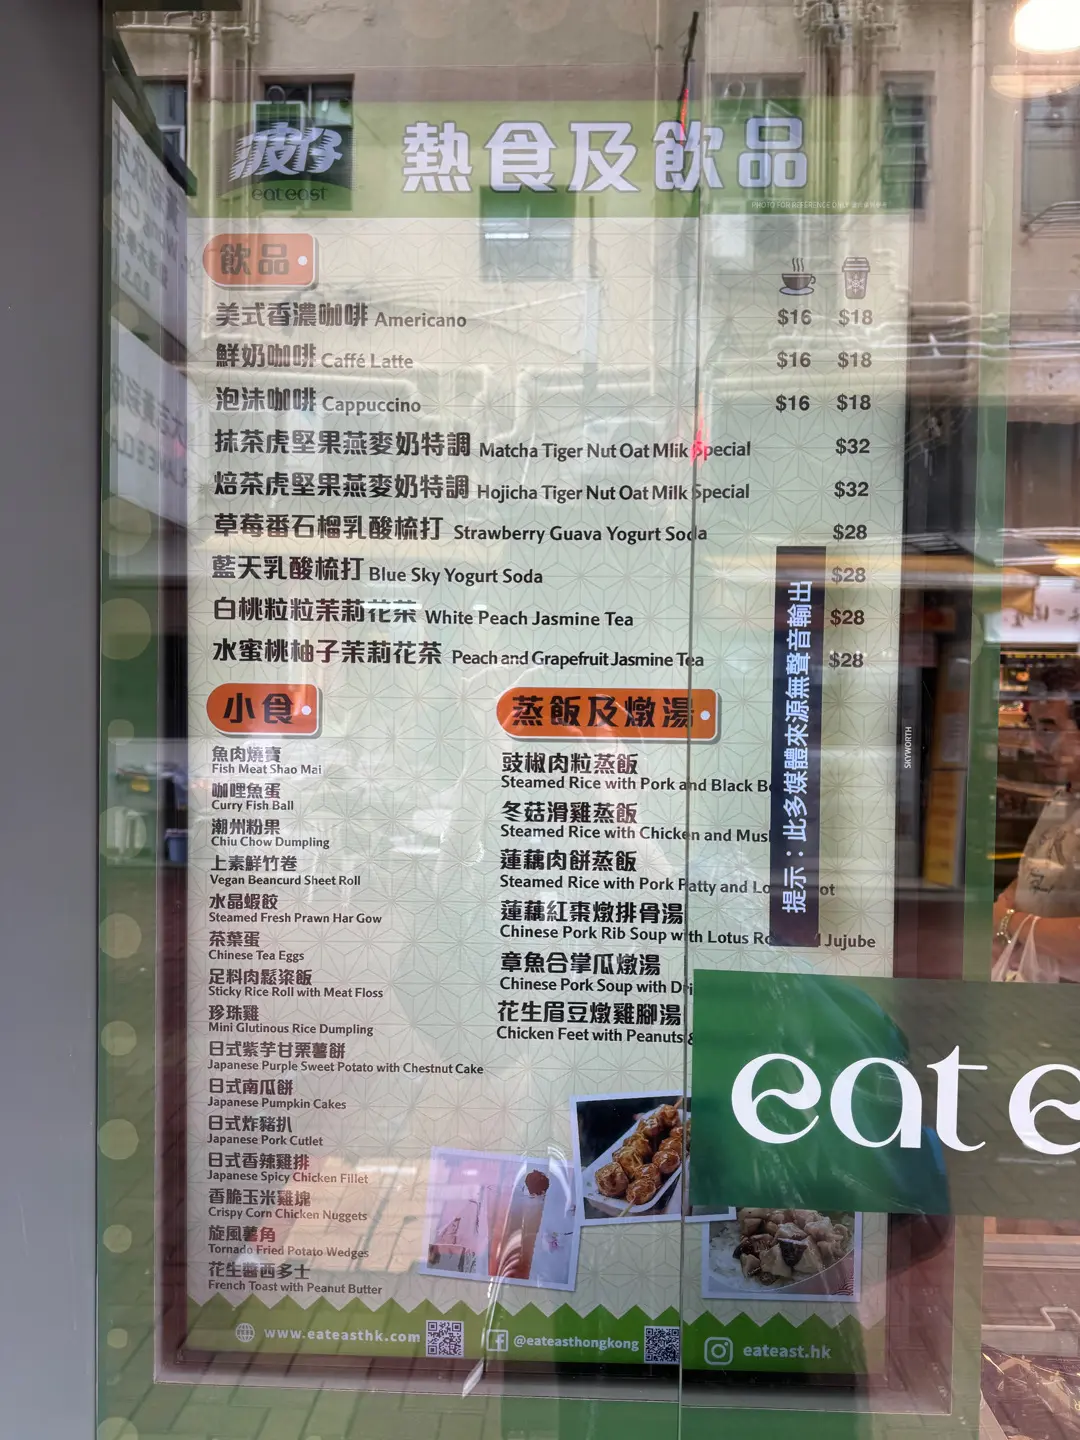 疲仔
eateast
熱食及飲品
PHOTO FOR REFERENCE ONLY
飲品
美式香濃咖啡 Americano $16 $18
鮮奶咖啡 Caffé Latte $16 $18
泡沫咖啡 Cappuccino $16 $18
抹茶虎堅果燕麥奶特調 Matcha Tiger Nut Oat Mlik Special $32
焙茶虎堅果燕麥奶特調 Hojicha Tiger Nut Oat Milk Special $32
草莓番石榴乳酸梳打 Strawberry Guava Yogurt Soda $28
藍天乳酸梳打 Blue Sky Yogurt Soda $28
白桃粒粒茉莉花茶 White Peach Jasmine Tea $28
水蜜桃柚子茉莉花茶 Peach and Grapefruit Jasmine Tea $28
小食
魚肉燒賣
Fish Meat Shao Mai
咖哩魚蛋
Curry Fish Ball
潮州粉果
Chiu Chow Dumpling
上素鮮竹卷
Vegan Beancurd Sheet Roll
水晶蝦餃
Steamed Fresh Prawn Har Gow
茶葉蛋
Chinese Tea Eggs
足料肉鬆粢飯
Sticky Rice Roll with Meat Floss
珍珠雞
Mini Glutinous Rice Dumpling
日式紫芋甘栗薯餅
Japanese Purple Sweet Potato with Chestnut Cake
日式南瓜餅
Japanese Pumpkin Cakes
日式炸豬扒
Japanese Pork Cutlet
日式香辣雞排
Japanese Spicy Chicken Fillet
香脆玉米雞塊
Crispy Corn Chicken Nuggets
旋風薯角
Tornado Fried Potato Wedges
花生醬西多士
French Toast with Peanut Butter
蒸飯及燉湯
豉椒肉粒蒸飯
Steamed Rice with Pork and Black B
冬菇滑雞蒸飯
Steamed Rice with Chicken and Mus
蓮藕肉餅蒸飯
Steamed Rice with Pork Patty and Lo ot
蓮藕紅棗燉排骨湯
Chinese Pork Rib Soup with Lotus Ro Jujube
章魚合掌瓜燉湯
Chinese Pork Soup with Dri
花生眉豆燉雞腳湯
Chicken Feet with Peanuts &
提示：此多媒體來源無聲音輸出
SKYWORTH
eat e
www.eateasthk.com
@eateasthongkong
eateast.hk